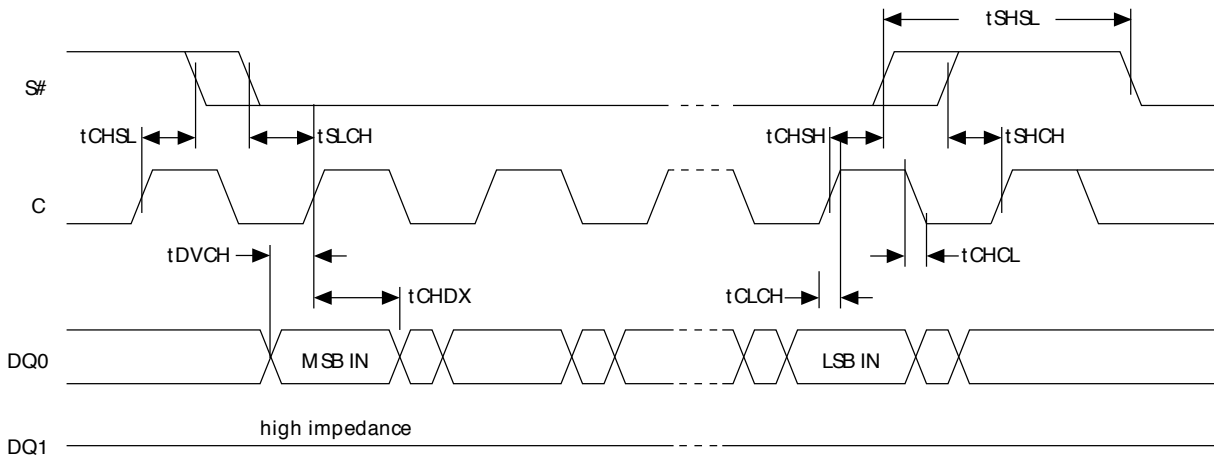 tSHSL
S#
tCHSL
tSLCH
tCHSH
tSHCH
C
tDVCH
tCHCL
tCHDX
tCLCH
DQ0
MSB IN
LSB IN
high impedance
DQ1